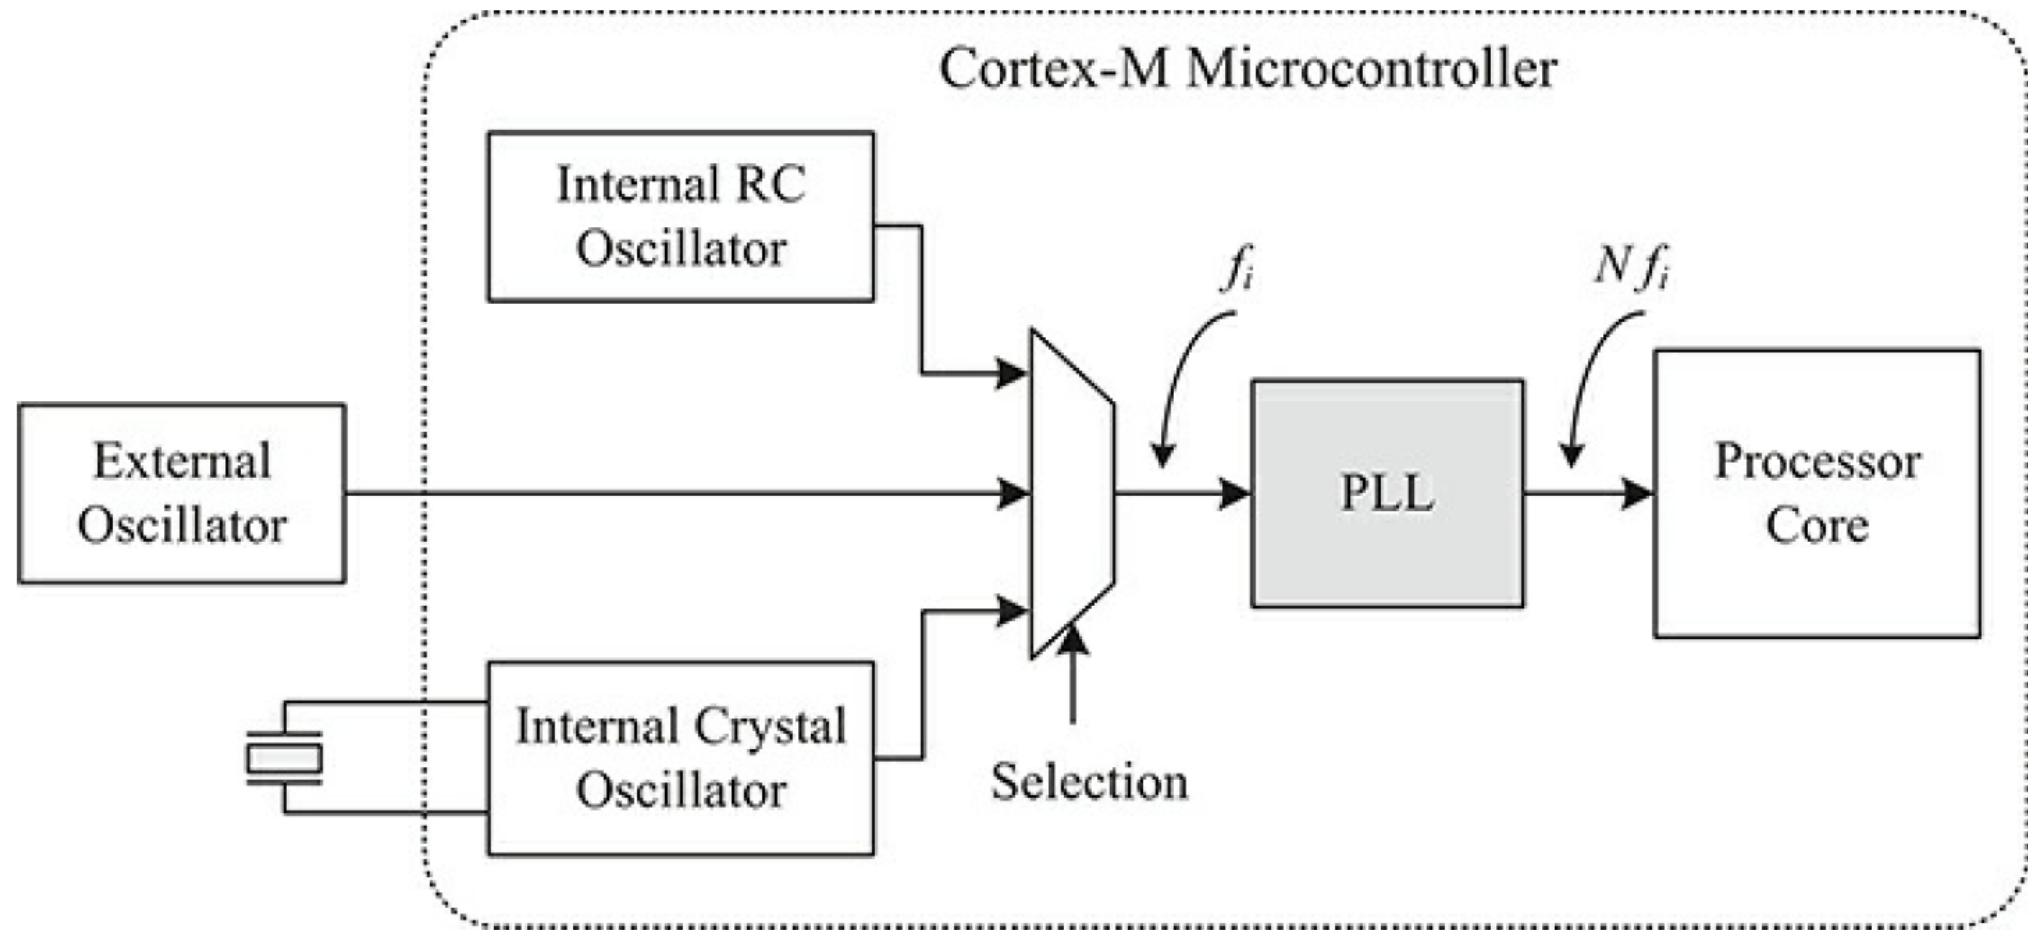 Cortex-M Microcontroller
Internal RC
Oscillator
fi
N fi
External
Oscillator
PLL
Processor
Core
Internal Crystal
Oscillator
Selection